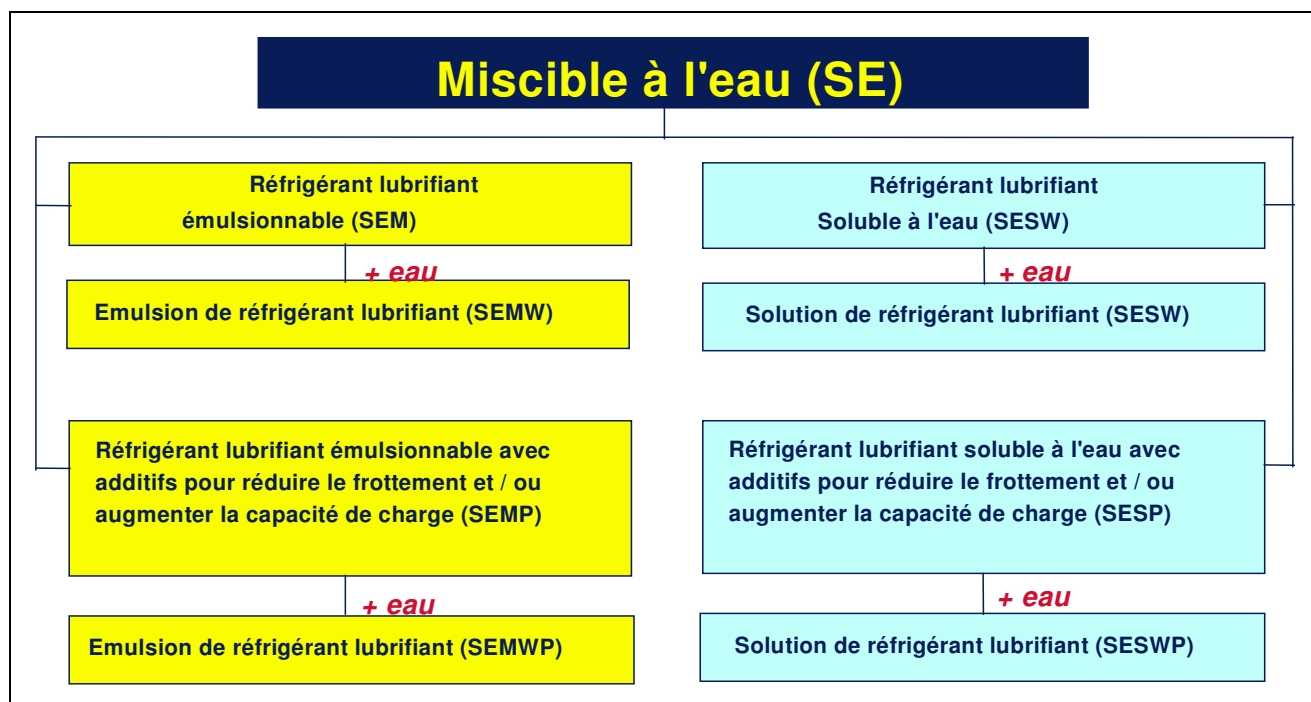 Miscible à l'eau (SE)
Réfrigérant lubrifiant
émulsionnable (SEM)
+ eau
Emulsion de réfrigérant lubrifiant (SEMW)
Réfrigérant lubrifiant émulsionnable avec
additifs pour réduire le frottement et / ou
augmenter la capacité de charge (SEMP)
+ eau
Emulsion de réfrigérant lubrifiant (SEMWP)
Réfrigérant lubrifiant
Soluble à l'eau (SESW)
+ eau
Solution de réfrigérant lubrifiant (SESW)
Réfrigérant lubrifiant soluble à l'eau avec
additifs pour réduire le frottement et / ou
augmenter la capacité de charge (SESP)
+ eau
Solution de réfrigérant lubrifiant (SESWP)